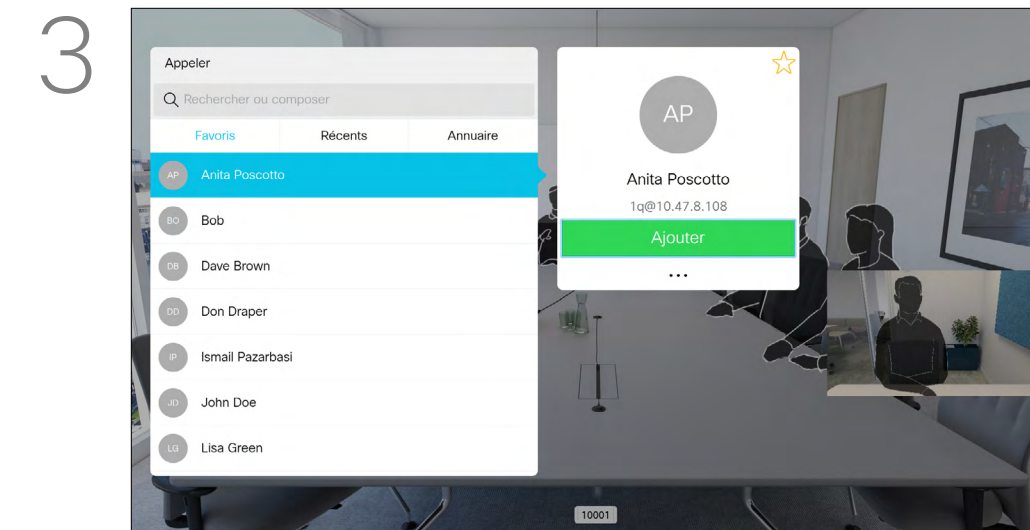 3
Appeler
Rechercher ou composer
Favoris Récents Annuaire
AP Anita Poscotto
BO Bob
DB Dave Brown
DD Don Draper
IP Ismail Pazarbasi
JD John Doe
LG Lisa Green
AP
Anita Poscotto
1q@10.47.8.108
Ajouter
...
10001